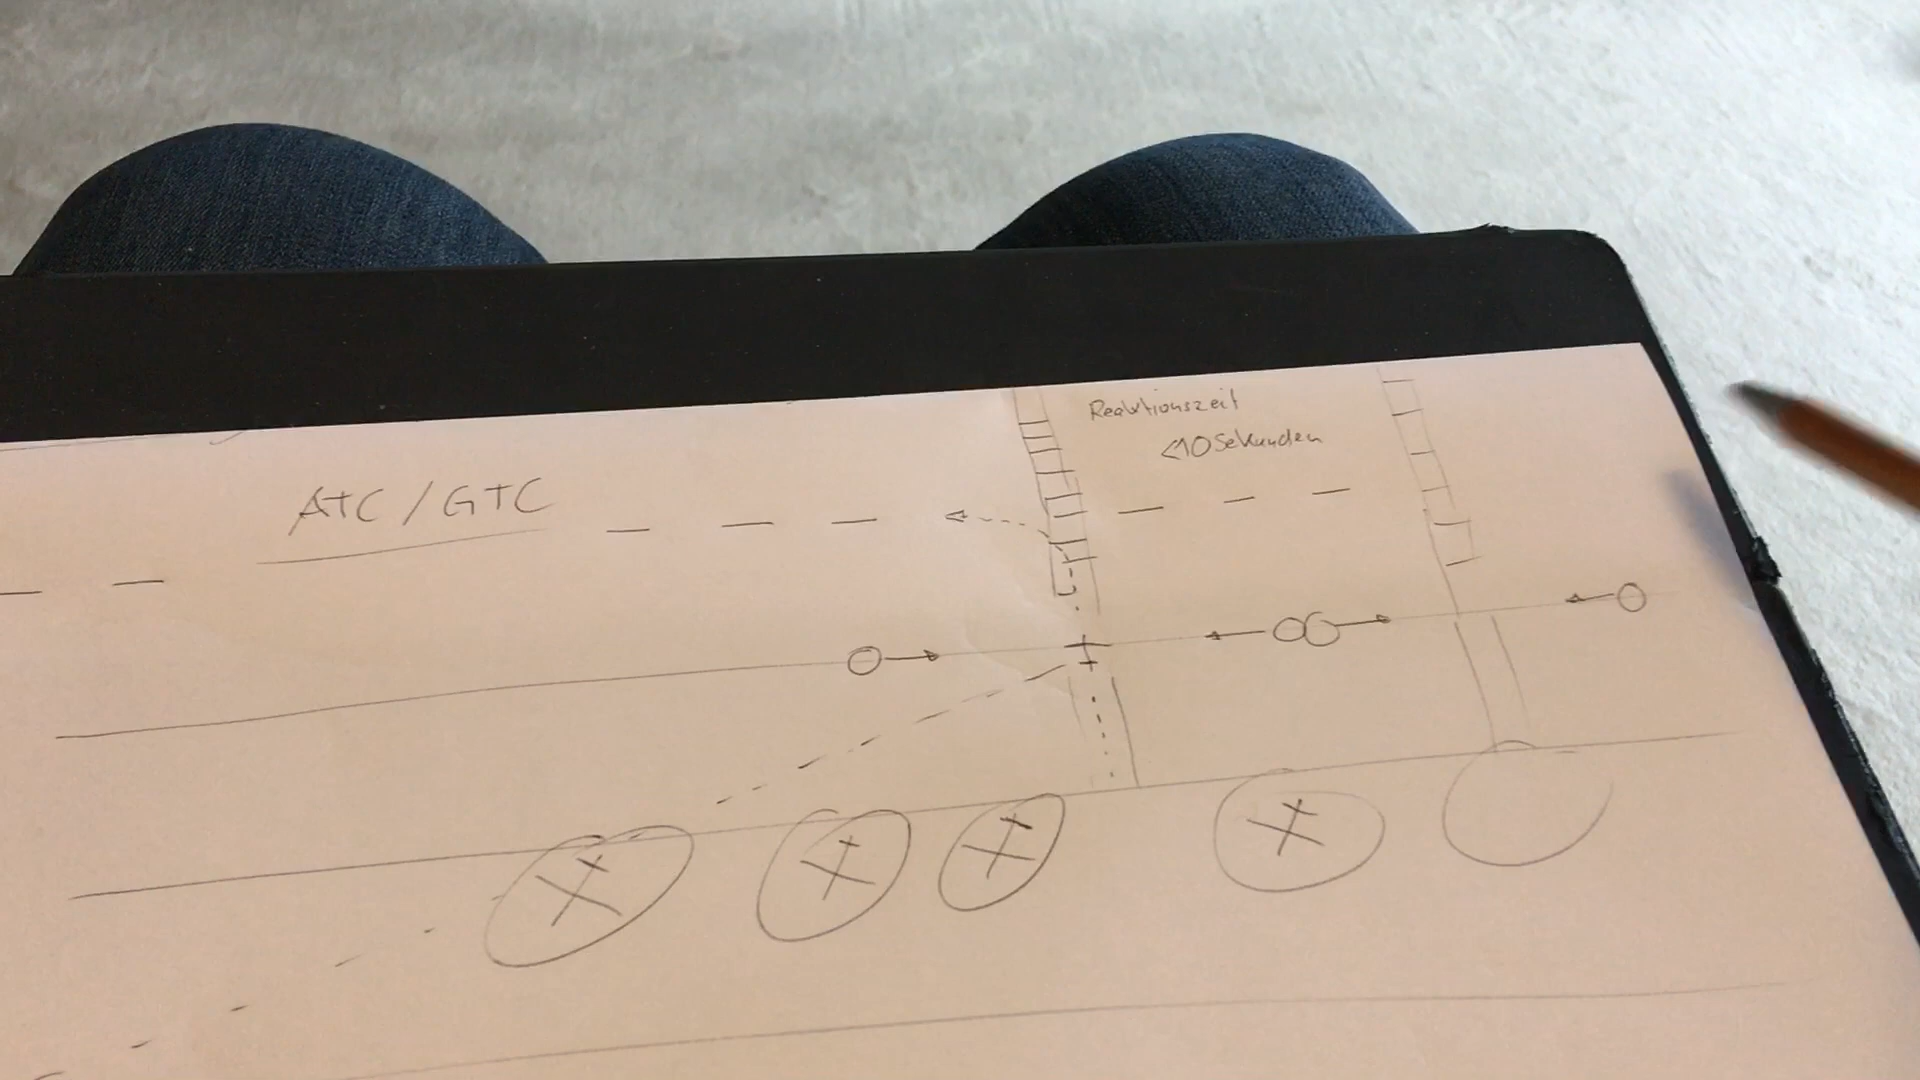 Reaktionszeit
<10 Sekunden
ATC / GTC